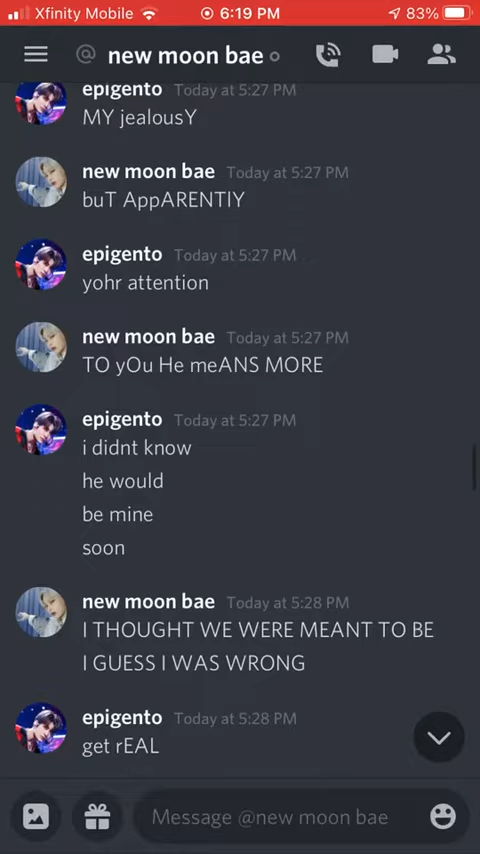 Xfinity Mobile 6:19 PM 83%
@ new moon bae
epigento Today at 5:27 PM
MY jealousY
new moon bae Today at 5:27 PM
buT AppARENTlY
epigento Today at 5:27 PM
yohr attention
new moon bae Today at 5:27 PM
TO yOu He meANS MORE
epigento Today at 5:27 PM
i didnt know
he would
be mine
soon
new moon bae Today at 5:28 PM
I THOUGHT WE WERE MEANT TO BE
I GUESS I WAS WRONG
epigento Today at 5:28 PM
get rEAL
Message @new moon bae